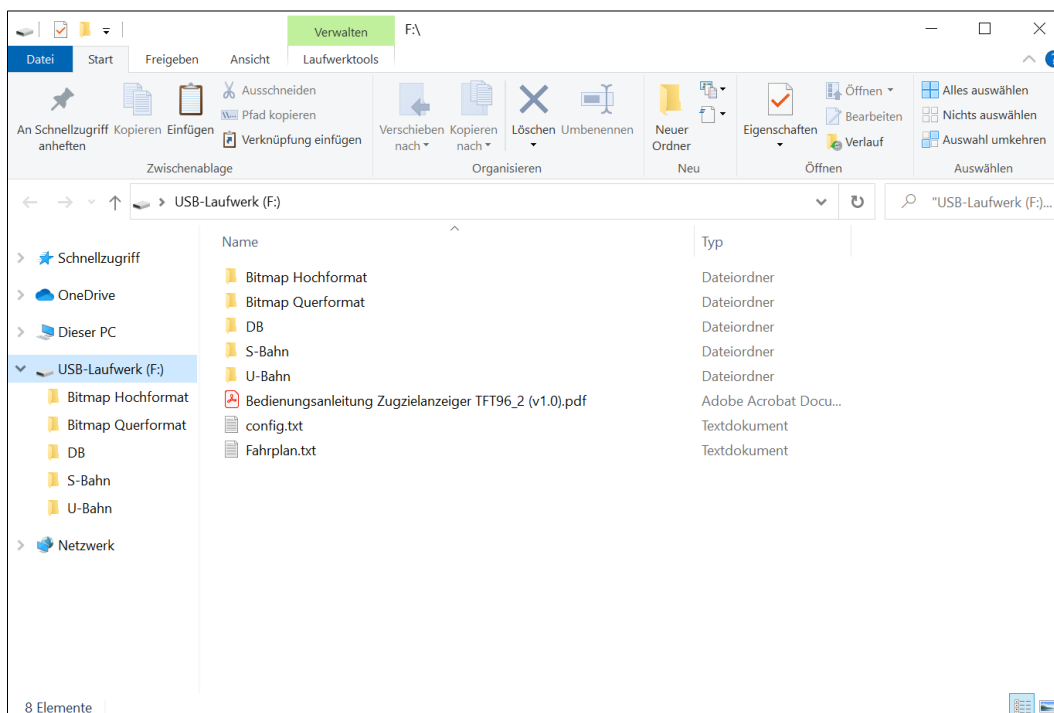 Verwalten F:\
Datei Start Freigeben Ansicht Laufwerktools
An Schnellzugriff anheften
Kopieren
Einfügen
Ausschneiden
Pfad kopieren
Verknüpfung einfügen
Zwischenablage
Verschieben nach
Kopieren nach
Löschen
Umbenennen
Organisieren
Neuer Ordner
Neu
Eigenschaften
Öffnen
Bearbeiten
Verlauf
Öffnen
Alles auswählen
Nichts auswählen
Auswahl umkehren
Auswählen
USB-Laufwerk (F:)
"USB-Laufwerk (F:)...
Schnellzugriff
OneDrive
Dieser PC
USB-Laufwerk (F:)
Bitmap Hochformat
Bitmap Querformat
DB
S-Bahn
U-Bahn
Netzwerk
Name Typ
Bitmap Hochformat Dateiordner
Bitmap Querformat Dateiordner
DB Dateiordner
S-Bahn Dateiordner
U-Bahn Dateiordner
Bedienungsanleitung Zugzielanzeiger TFT96_2 (v1.0).pdf Adobe Acrobat Docu...
config.txt Textdokument
Fahrplan.txt Textdokument
8 Elemente